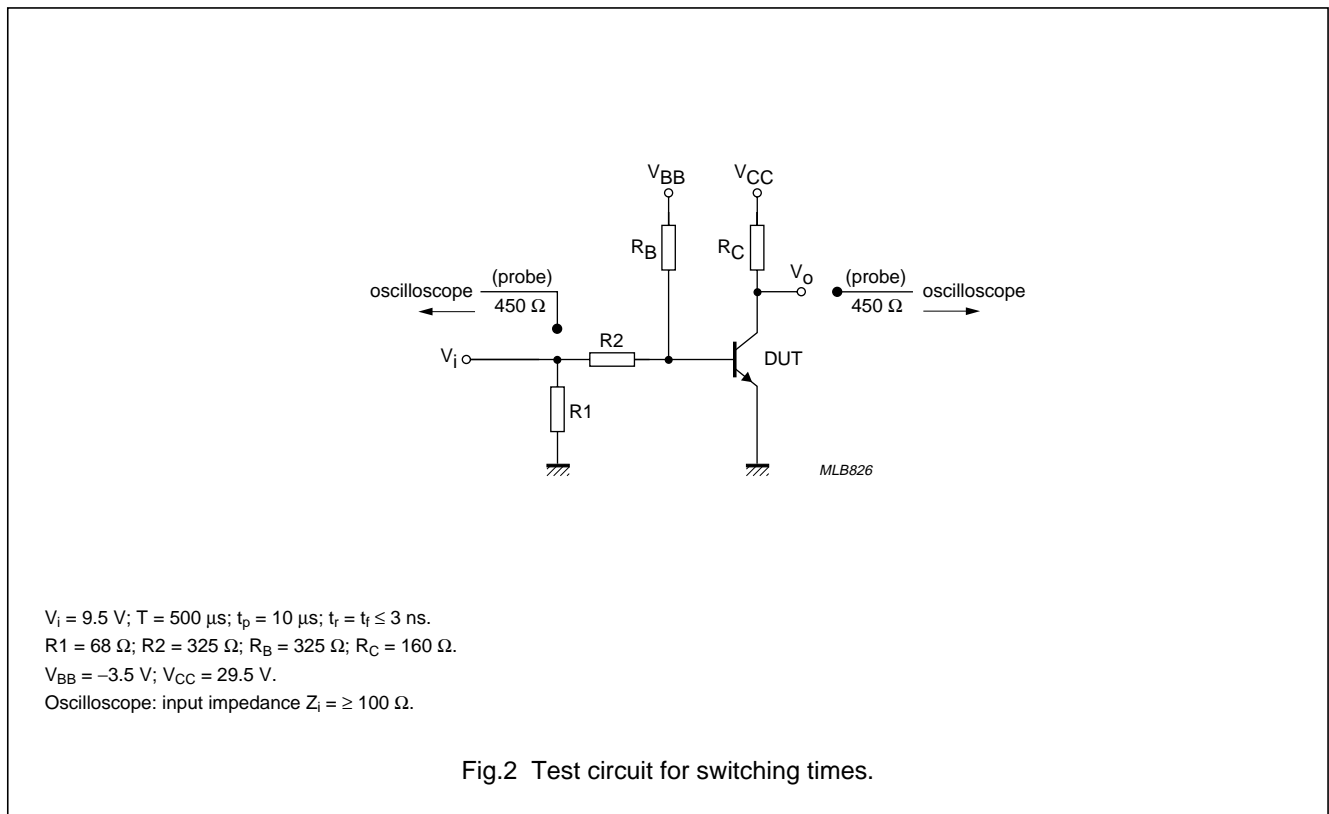 V_BB V_CC
R_B R_C
V_o
(probe) (probe)
oscilloscope 450 Ω 450 Ω oscilloscope
R2
V_i DUT
R1
MLB826
V_i = 9.5 V; T = 500 µs; t_p = 10 µs; t_r = t_f ≤ 3 ns.
R1 = 68 Ω; R2 = 325 Ω; R_B = 325 Ω; R_C = 160 Ω.
V_BB = −3.5 V; V_CC = 29.5 V.
Oscilloscope: input impedance Z_i = ≥ 100 Ω.
Fig.2 Test circuit for switching times.